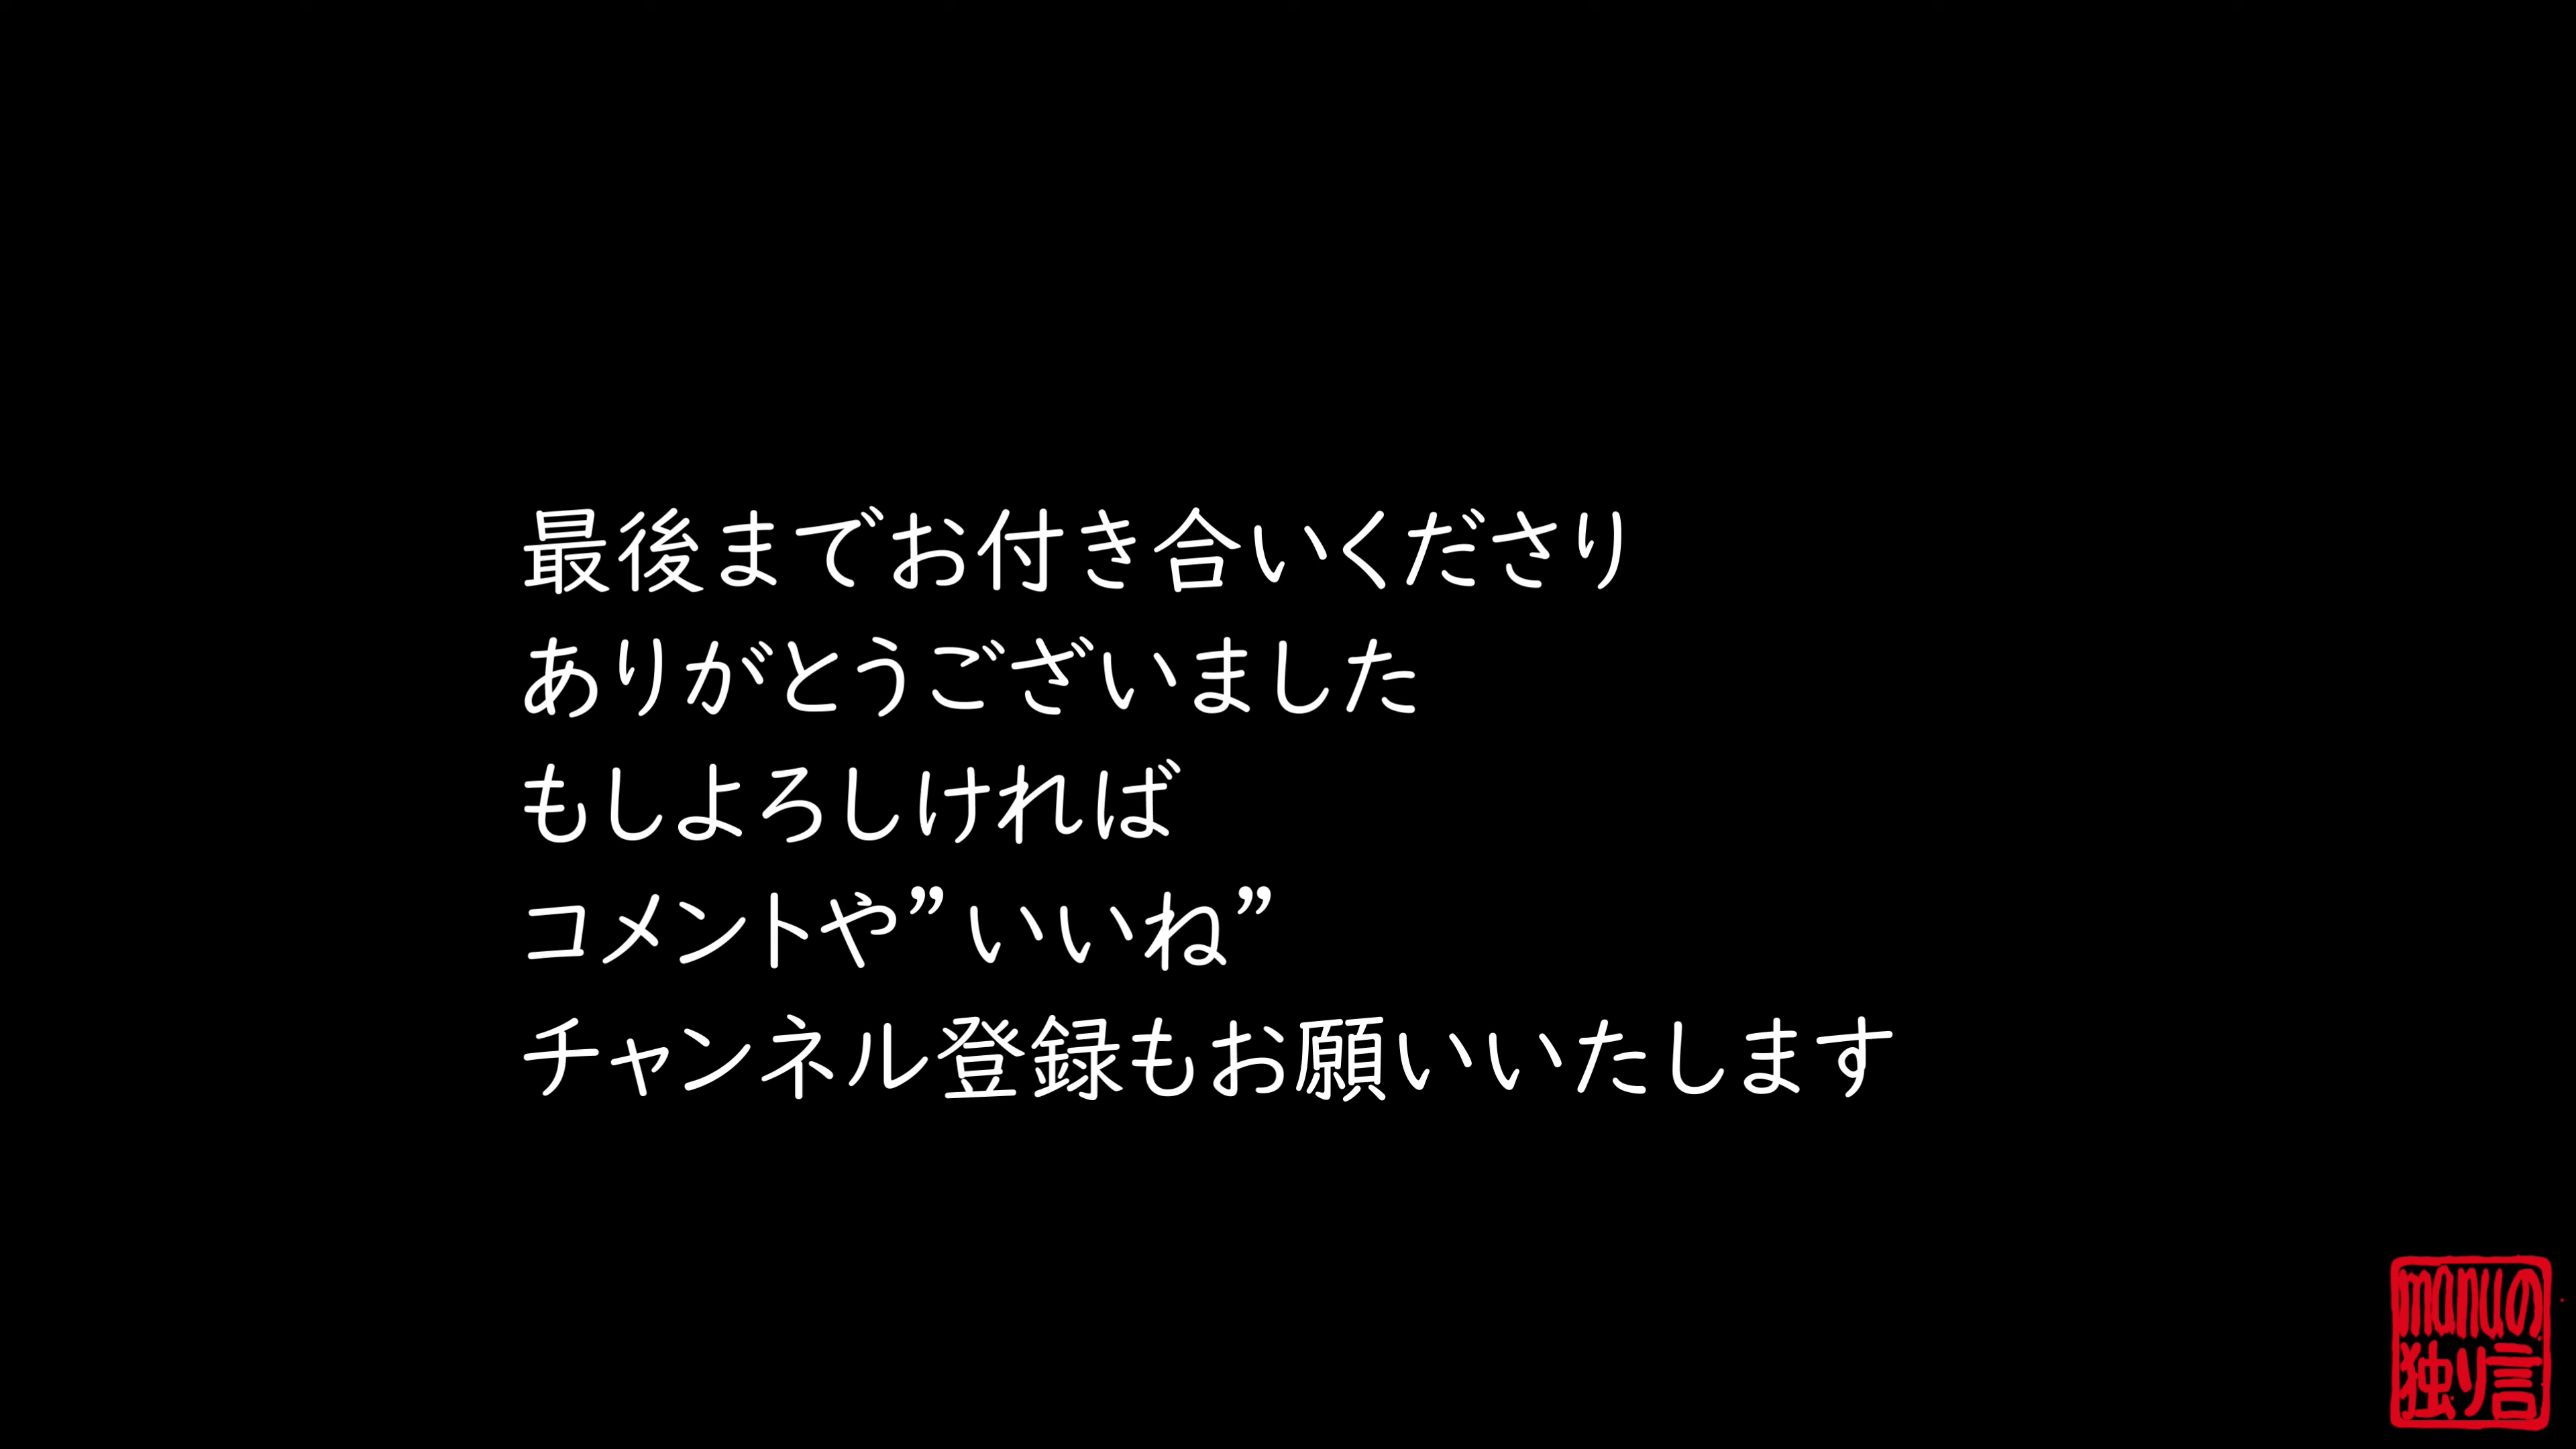 最後までお付き合いくださり
ありがとうございました
もしよろしければ
コメントや”いいね”
チャンネル登録もお願いいたします
manuの
独り言